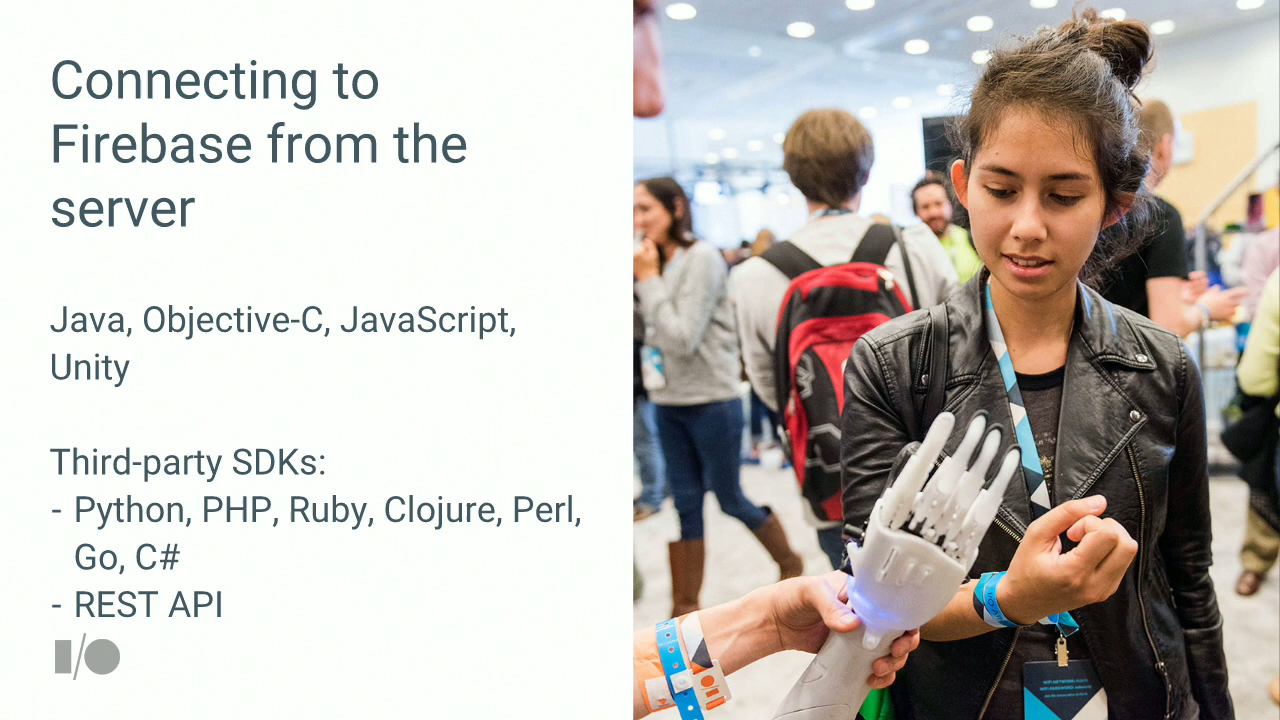 Connecting to
Firebase from the
server
Java, Objective-C, JavaScript,
Unity
Third-party SDKs:
- Python, PHP, Ruby, Clojure, Perl,
Go, C#
- REST API
I/O